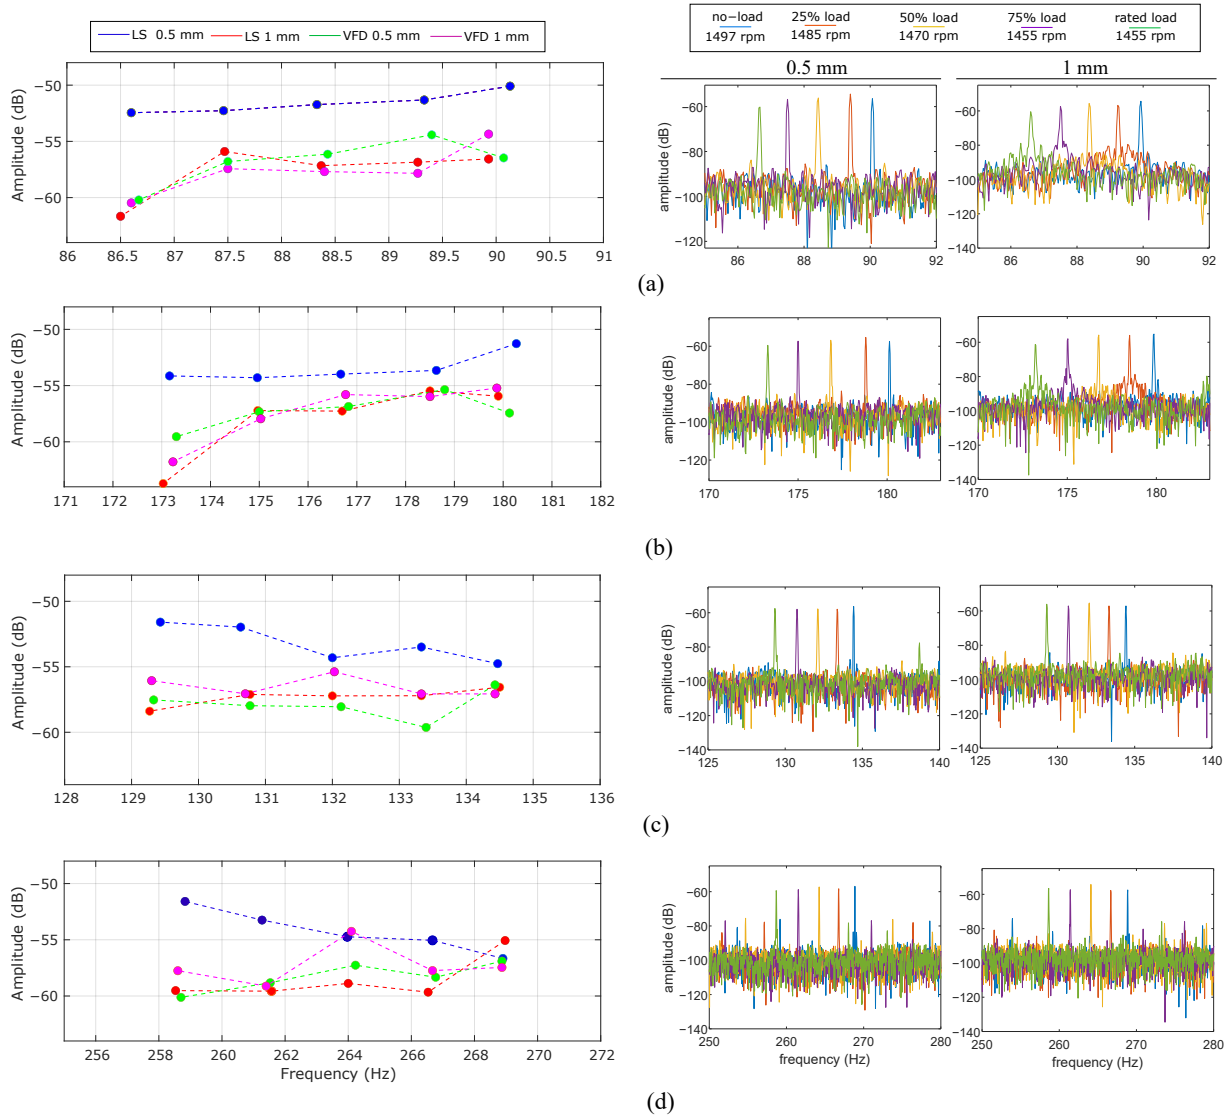 LS 0.5 mm LS 1 mm VFD 0.5 mm VFD 1 mm
no−load 25% load 50% load 75% load rated load
1497 rpm 1485 rpm 1470 rpm 1455 rpm 1455 rpm
0.5 mm 1 mm
Amplitude (dB)
−50
−55
−60
86 86.5 87 87.5 88 88.5 89 89.5 90 90.5 91
amplitude (dB)
−60
−80
−100
−120
86 88 90 92
−60
−80
−100
−120
−140
86 88 90 92
(a)
Amplitude (dB)
−50
−55
−60
171 172 173 174 175 176 177 178 179 180 181 182
amplitude (dB)
−60
−80
−100
−120
170 175 180
−60
−80
−100
−120
−140
170 175 180
(b)
Amplitude (dB)
−50
−55
−60
128 129 130 131 132 133 134 135 136
amplitude (dB)
−60
−80
−100
−120
−140
125 130 135 140
−60
−80
−100
−120
−140
125 130 135 140
(c)
Amplitude (dB)
−50
−55
−60
256 258 260 262 264 266 268 270 272
Frequency (Hz)
amplitude (dB)
−60
−80
−100
−120
−140
250 260 270 280
frequency (Hz)
−60
−80
−100
−120
−140
250 260 270 280
frequency (Hz)
(d)